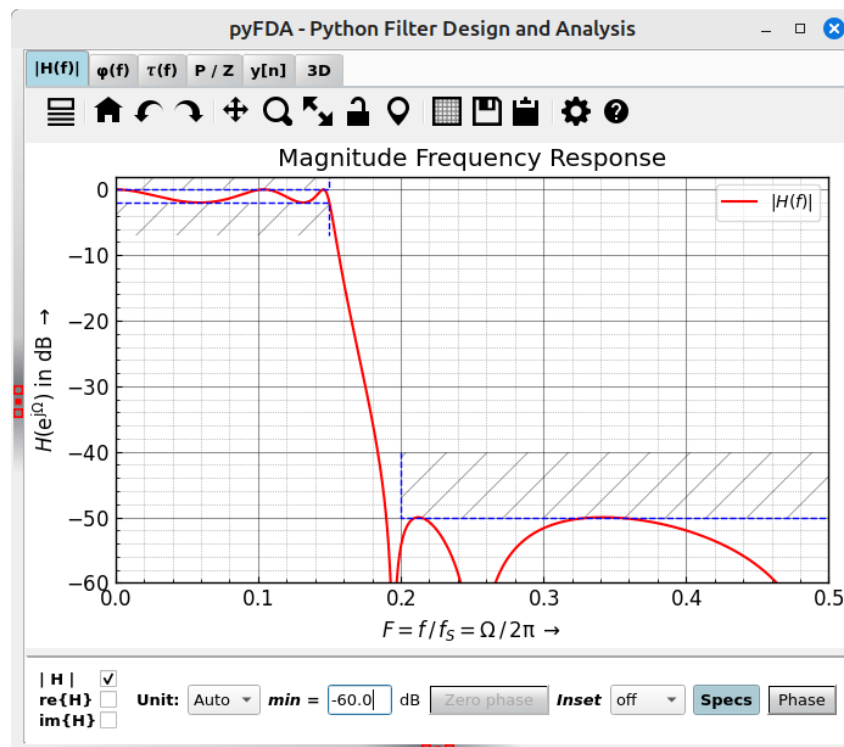 pyFDA - Python Filter Design and Analysis
|H(f)| φ(f) τ(f) P / Z y[n] 3D
Magnitude Frequency Response
|H(f)|
0
−10
−20
−30
−40
−50
−60
H(e^jΩ) in dB →
0.0 0.1 0.2 0.3 0.4 0.5
F = f / f_S = Ω / 2π →
| H |
re{H}
im{H}
Unit: Auto min = -60.0 dB Zero phase Inset off Specs Phase